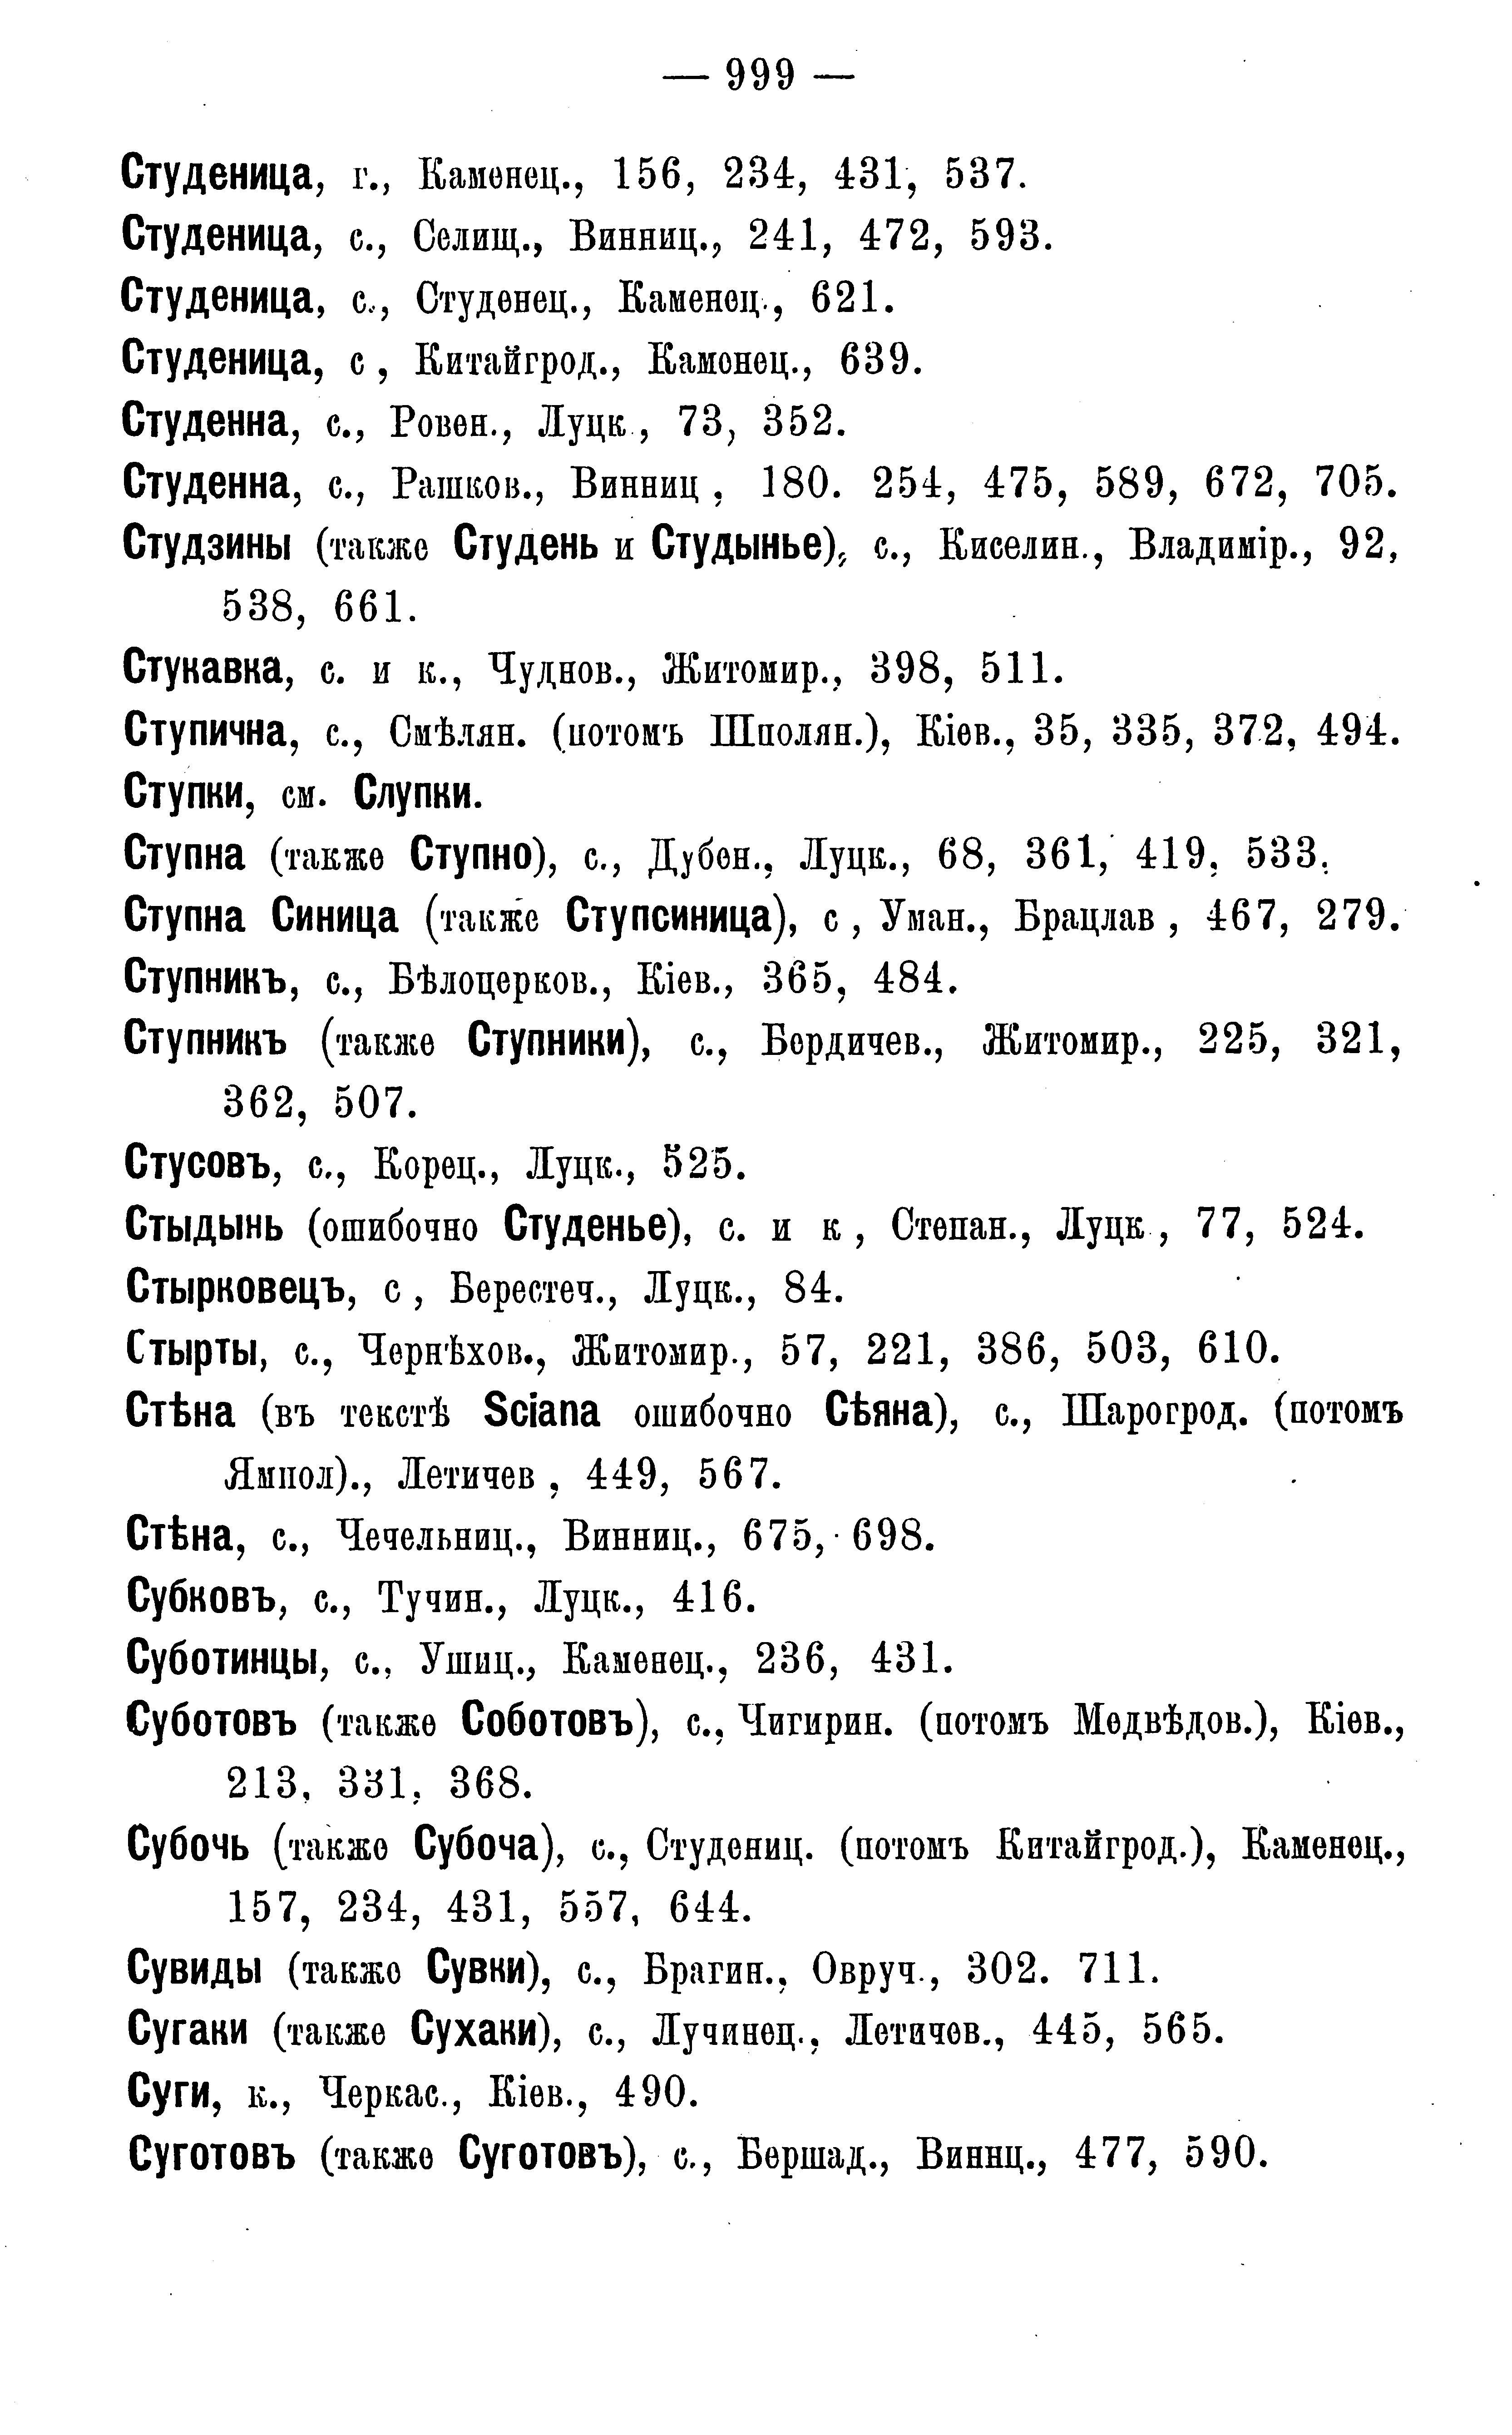 — 999 —
Студеница, г., Каменец., 156, 234, 431, 537.
Студеница, с., Селищ., Винниц., 241, 472, 593.
Студеница, с., Студенец., Каменец., 621.
Студеница, с , Китайгрод., Каменец., 639.
Студенна, с., Ровен., Луцк., 73, 352.
Студенна, с., Рашков., Винниц , 180. 254, 475, 589, 672, 705.
Студзины (также Студень и Студынье), с., Киселин., Владимір., 92,
538, 661.
Стукавка, с. и к., Чуднов., Житомир., 398, 511.
Ступична, с., Смѣлян. (потомъ Шполян.), Кіев., 35, 335, 372, 494.
Ступки, см. Слупки.
Ступна (также Ступно), с., Дубен., Луцк., 68, 361, 419, 533.
Ступна Синица (также Ступсиница), с , Уман., Брацлав , 467, 279.
Ступникъ, с., Бѣлоцерков., Кіев., 365, 484.
Ступникъ (также Ступники), с., Бердичев., Житомир., 225, 321,
362, 507.
Стусовъ, с., Корец., Луцк., 525.
Стыдынь (ошибочно Студенье), с. и к , Степан., Луцк , 77, 524.
Стырковецъ, с , Берестеч., Луцк., 84.
Стырты, с., Чернѣхов., Житомир., 57, 221, 386, 503, 610.
Стѣна (въ текстѣ Sciana ошибочно Сѣяна), с., Шарогрод. (потомъ
Ямпол)., Летичев , 449, 567.
Стѣна, с., Чечельниц., Винниц., 675, 698.
Субковъ, с., Тучин., Луцк., 416.
Суботинцы, с., Ушиц., Каменец., 236, 431.
Суботовъ (также Соботовъ), с., Чигирин. (потомъ Медвѣдов.), Кіев.,
213, 331, 368.
Субочь (также Субоча), с., Студениц. (потомъ Китайгрод.), Каменец.,
157, 234, 431, 557, 644.
Сувиды (также Сувки), с., Брагин., Овруч., 302. 711.
Сугаки (также Сухаки), с., Лучинец., Летичев., 445, 565.
Суги, к., Черкас., Кіев., 490.
Суготовъ (также Суготовъ), с., Бершад., Виннц., 477, 590.